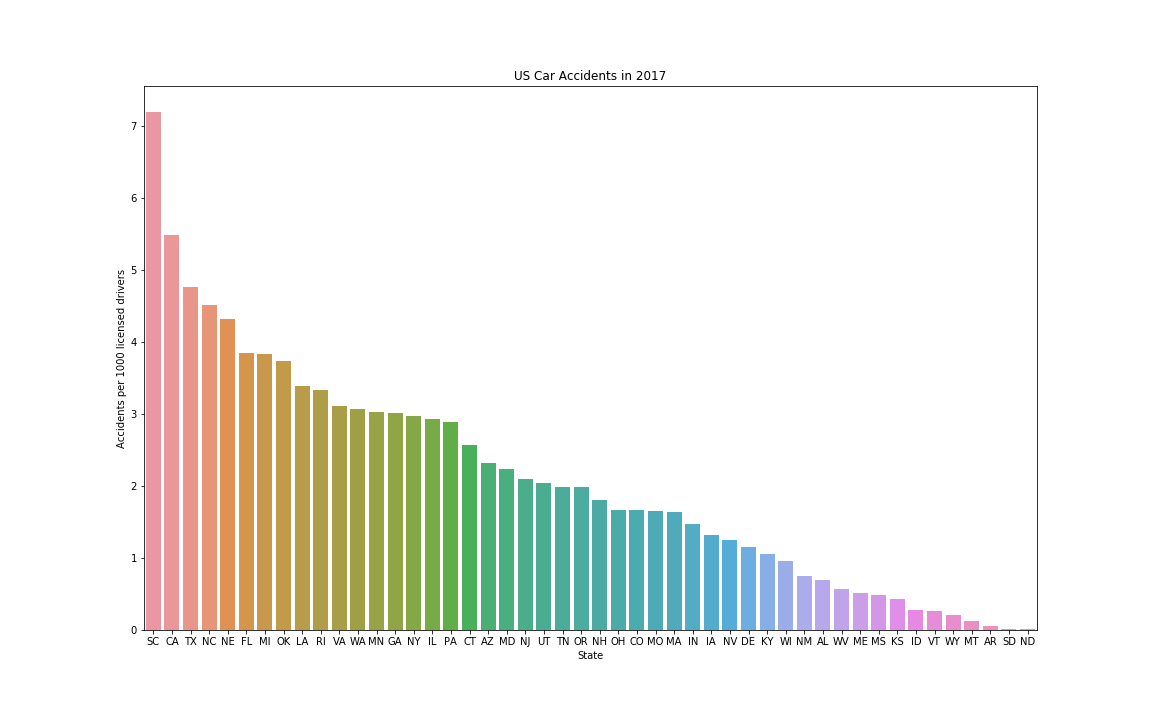 US Car Accidents in 2017
Accidents per 1000 licensed drivers
7
6
5
4
3
2
1
0
SC CA TX NC NE FL MI OK LA RI VA WA MN GA NY IL PA CT AZ MD NJ UT TN OR NH OH CO MO MA IN IA NV DE KY WI NM AL WV ME MS KS ID VT WY MT AR SD ND
State